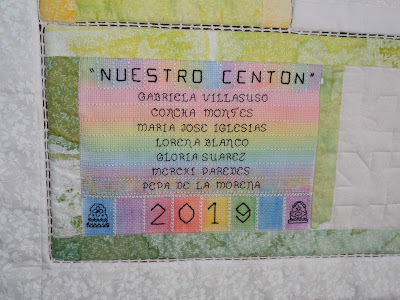 "NUESTRO CENTON"
GABRIELA VILLASUSO
CONCHA MONTES
MARIA JOSE IGLESIAS
LORENA BLANCO
GLORIA SUAREZ
MERCHI PAREDES
PEPA DE LA MORENA
2019